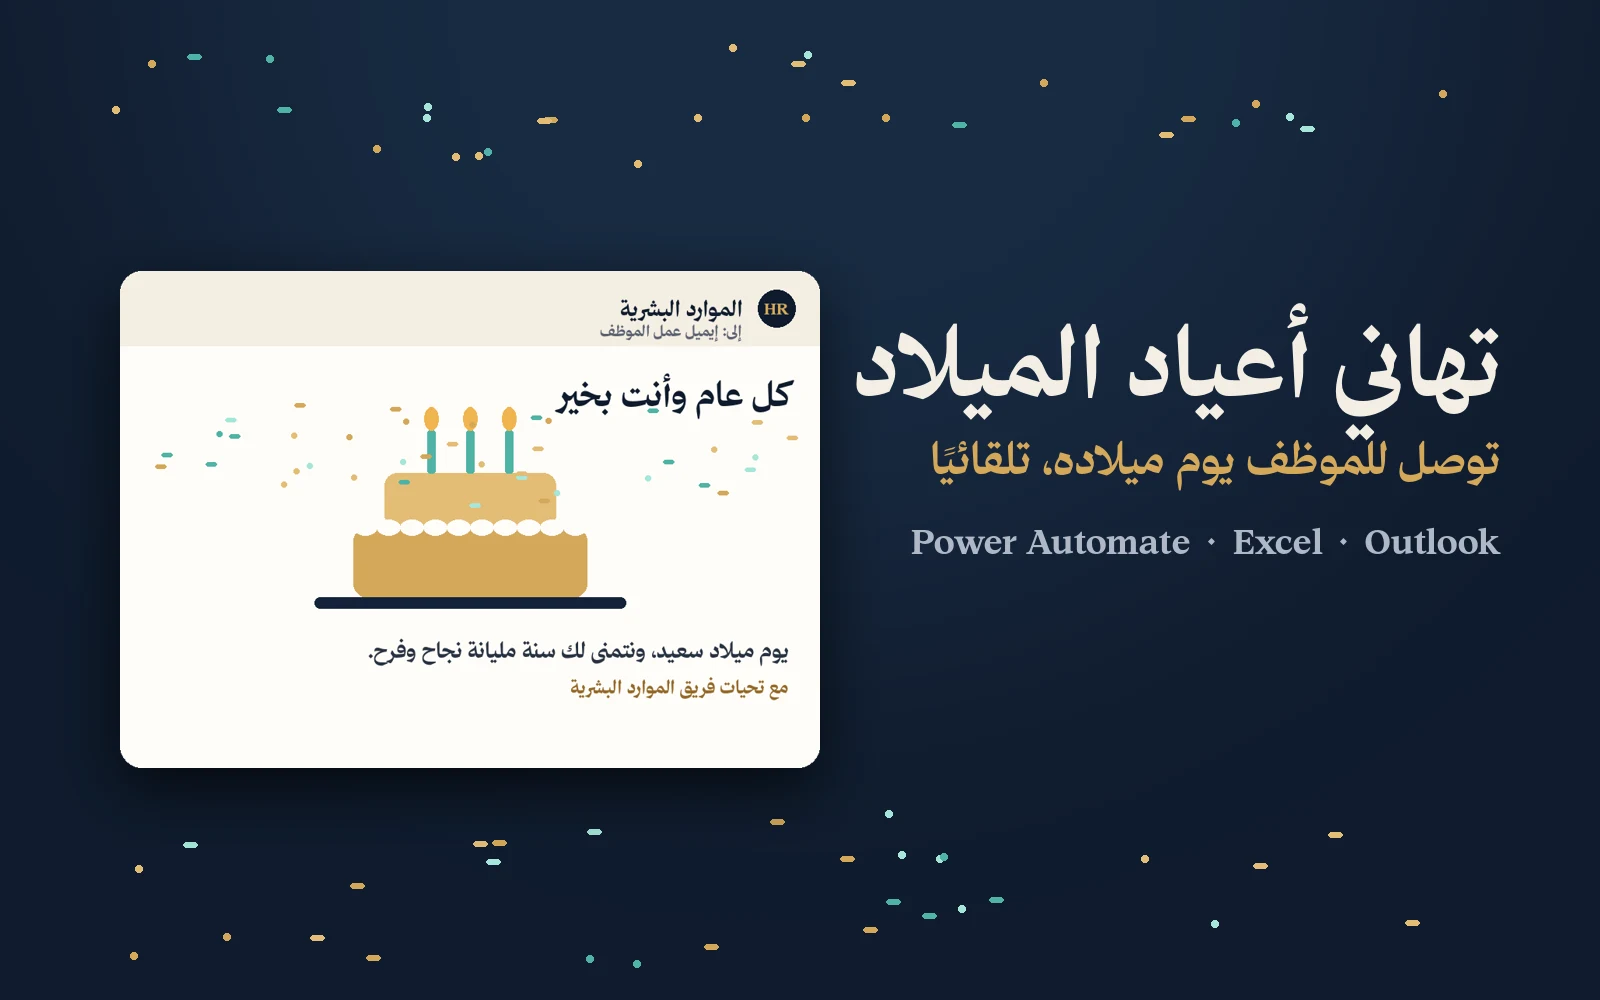 تهاني أعياد الميلاد
توصل للموظف يوم ميلاده، تلقائيًا
Power Automate · Excel · Outlook
HR
الموارد البشرية
إلى: إيميل عمل الموظف
كل عام وأنت بخير
يوم ميلاد سعيد، ونتمنى لك سنة مليانة نجاح وفرح.
مع تحيات فريق الموارد البشرية